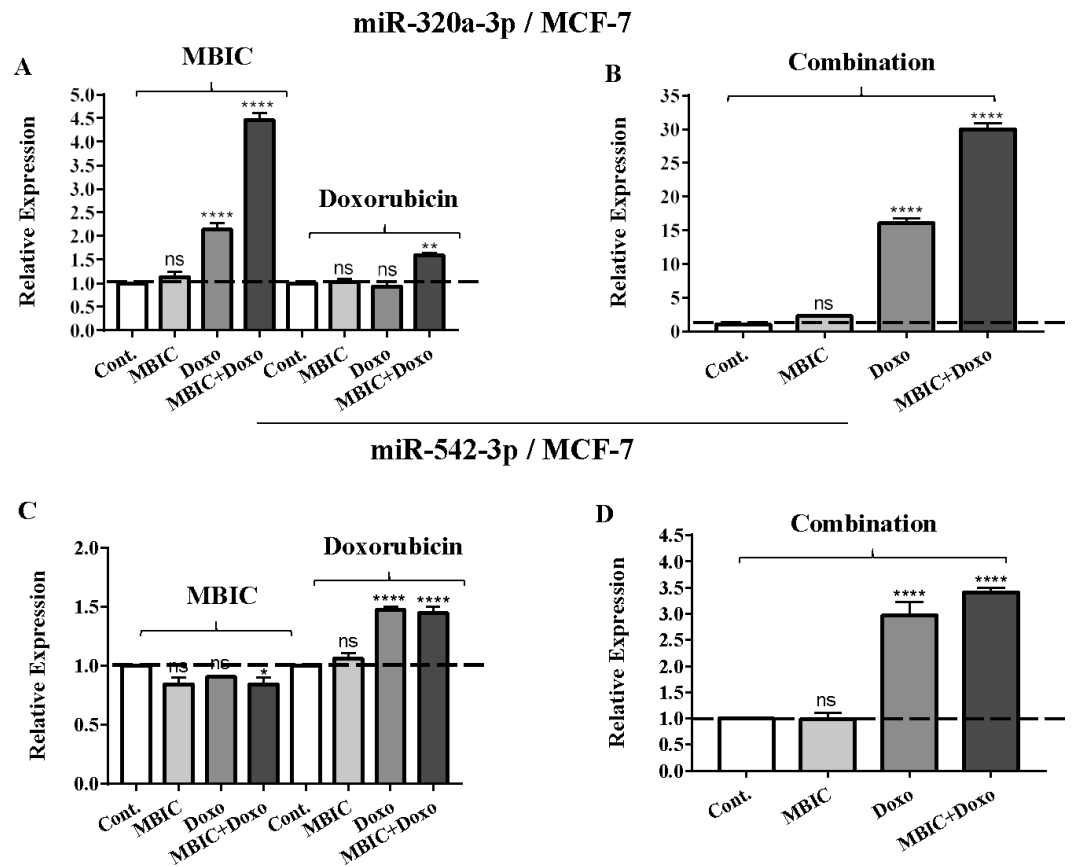 miR-320a-3p / MCF-7
A
MBIC
Relative Expression
5.0
4.5
4.0
3.5
3.0
2.5
2.0
1.5
1.0
0.5
0.0
ns
****
****
Doxorubicin
ns
ns
**
Cont.
MBIC
Doxo
MBIC+Doxo
Cont.
MBIC
Doxo
MBIC+Doxo
B
Combination
Relative Expression
35
30
25
20
15
10
5
0
ns
****
****
Cont.
MBIC
Doxo
MBIC+Doxo
miR-542-3p / MCF-7
C
Relative Expression
2.0
1.5
1.0
0.5
0.0
MBIC
ns
ns
*
Doxorubicin
ns
****
****
Cont.
MBIC
Doxo
MBIC+Doxo
Cont.
MBIC
Doxo
MBIC+Doxo
D
Combination
Relative Expression
4.5
4.0
3.5
3.0
2.5
2.0
1.5
1.0
0.5
0.0
ns
****
****
Cont.
MBIC
Doxo
MBIC+Doxo